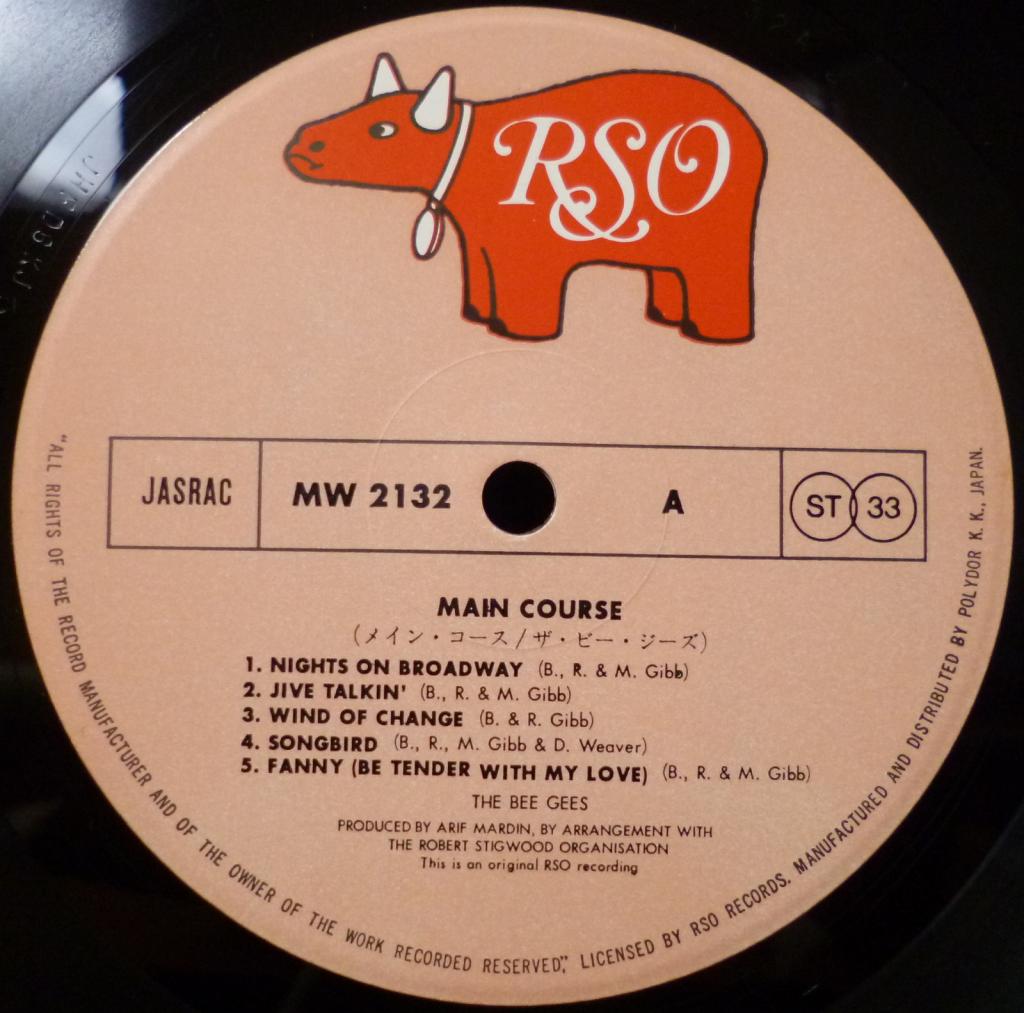 RSO
JASRAC
MW 2132
A
ST 33
MAIN COURSE
(メイン・コース/ザ・ビー・ジーズ)
1. NIGHTS ON BROADWAY (B., R. & M. Gibb)
2. JIVE TALKIN' (B., R. & M. Gibb)
3. WIND OF CHANGE (B. & R. Gibb)
4. SONGBIRD (B., R., M. Gibb & D. Weaver)
5. FANNY (BE TENDER WITH MY LOVE) (B., R. & M. Gibb)
THE BEE GEES
PRODUCED BY ARIF MARDIN, BY ARRANGEMENT WITH
THE ROBERT STIGWOOD ORGANISATION
This is an original RSO recording
"ALL RIGHTS OF THE RECORD MANUFACTURER AND OF THE OWNER OF THE WORK RECORDED RESERVED", LICENSED BY RSO RECORDS. MANUFACTURED AND DISTRIBUTED BY POLYDOR K. K., JAPAN.